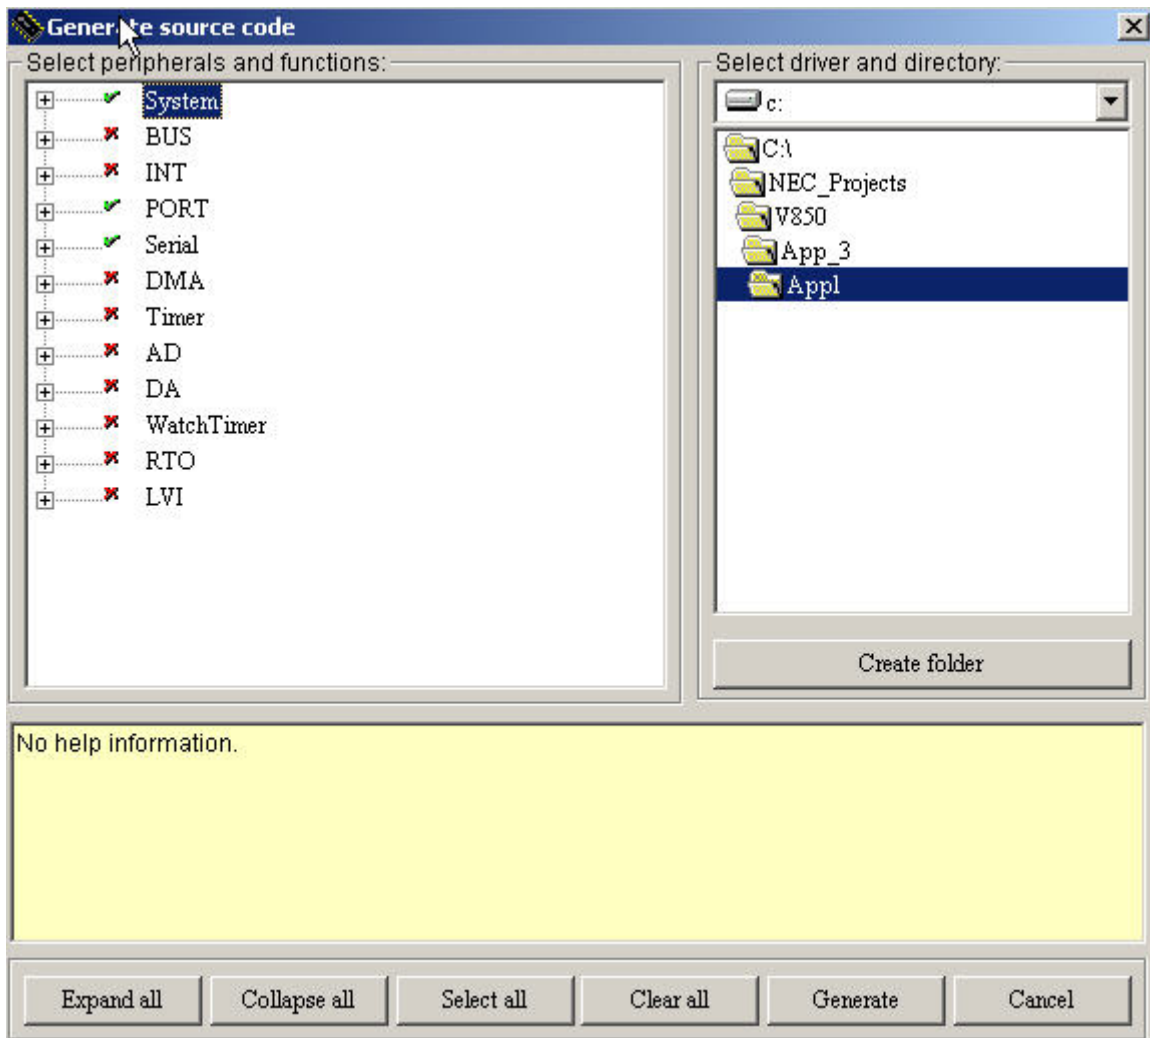 Generate source code
Select peripherals and functions:
System
BUS
INT
PORT
Serial
DMA
Timer
AD
DA
WatchTimer
RTO
LVI
Select driver and directory:
c:
C:\
NEC_Projects
V850
App_3
Appl
Create folder
No help information.
Expand all
Collapse all
Select all
Clear all
Generate
Cancel